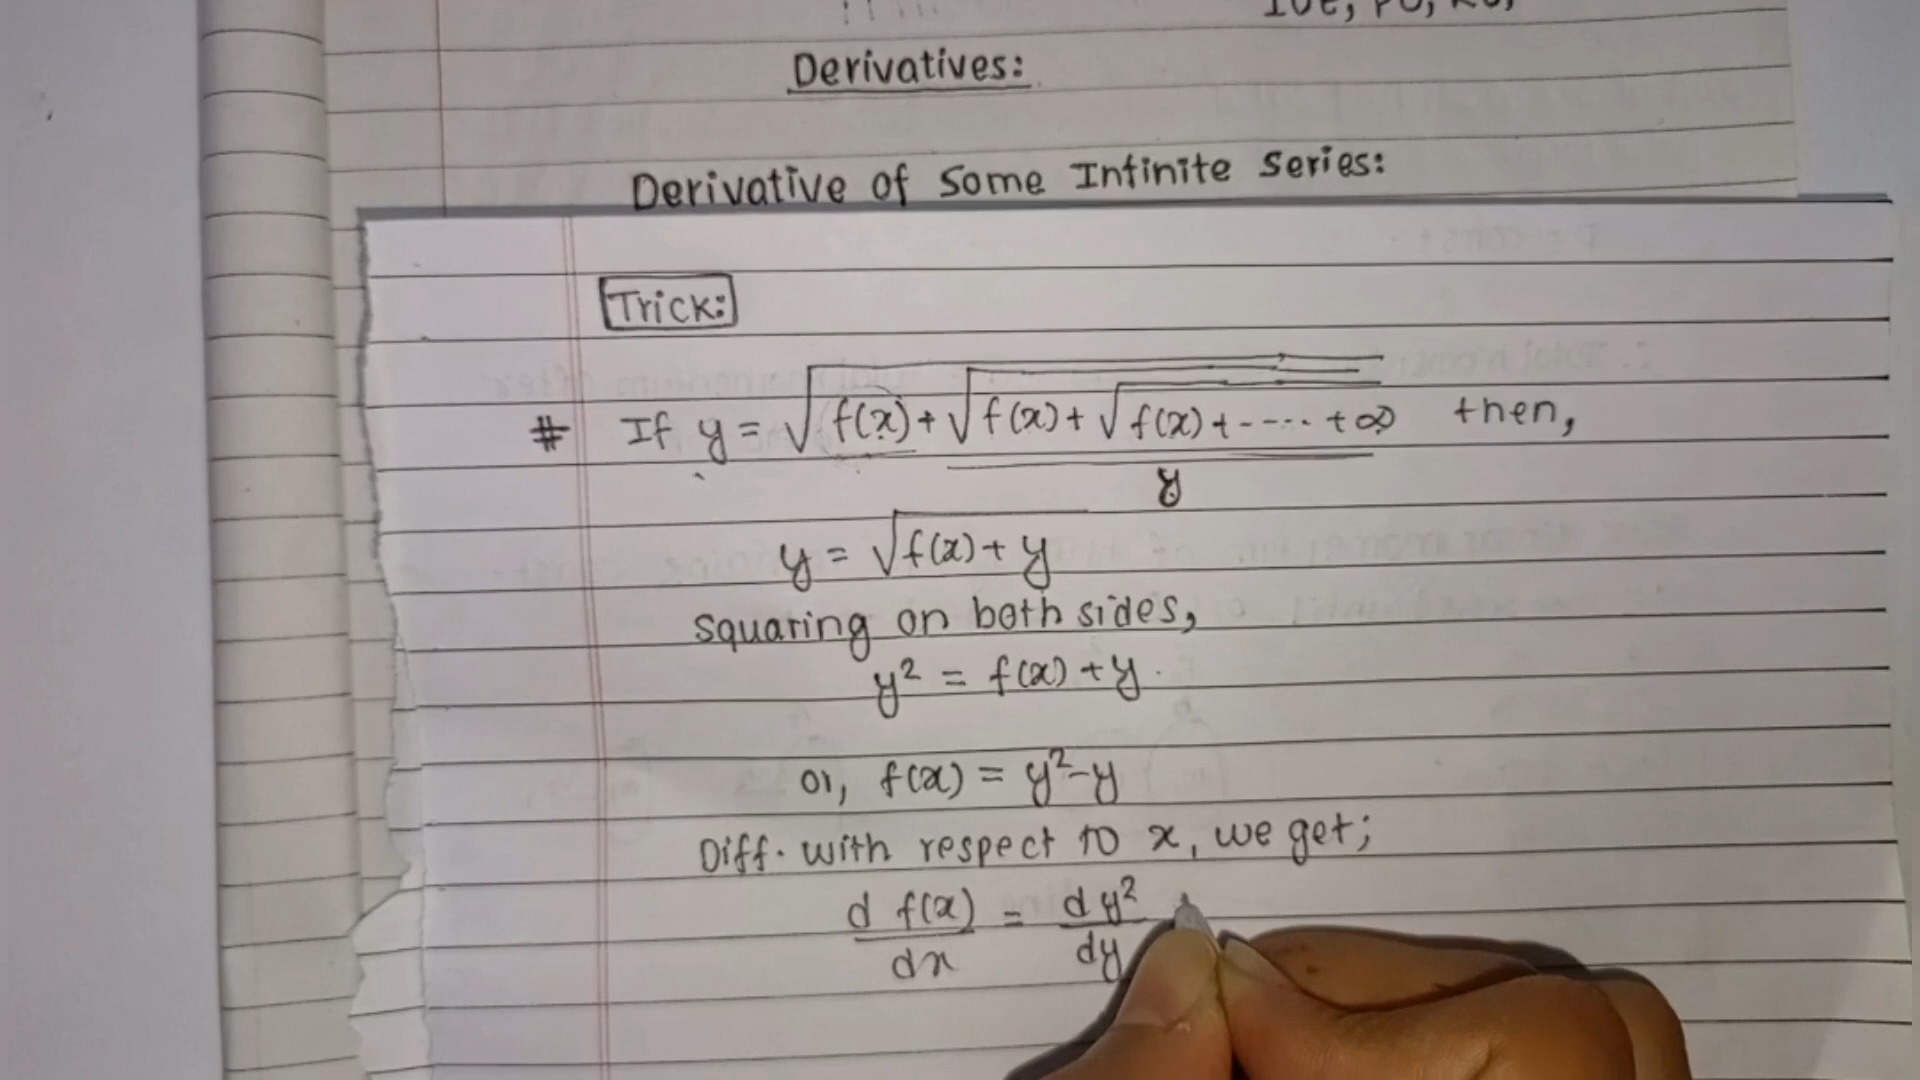 Derivatives:
Derivative of Some Infinite Series:
Trick:
# If y = √f(x) + √f(x) + √f(x) + ----- + ∞ then,
y
y = √f(x) + y
squaring on both sides,
y² = f(x) + y.
or, f(x) = y²-y
Diff. with respect to x, we get;
d f(x) = d y²
dx dy